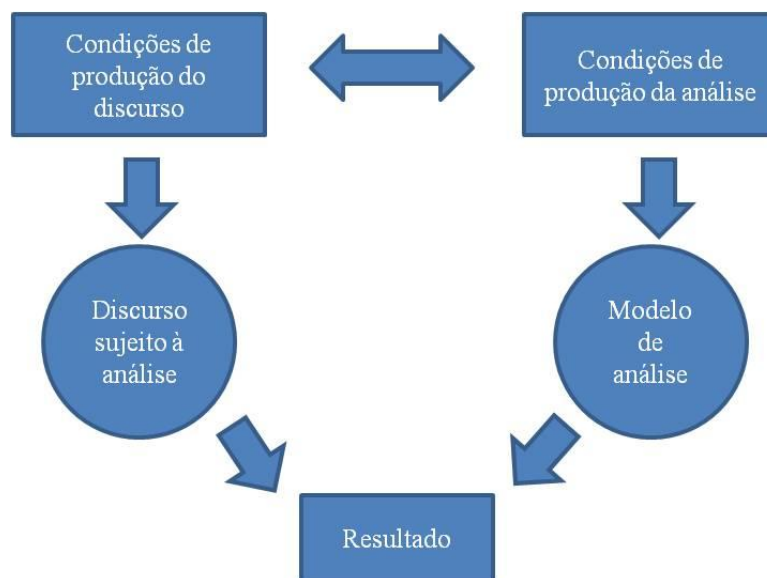 Condições de
produção do
discurso
Condições de
produção da análise
Discurso
sujeito à
análise
Modelo
de
análise
Resultado